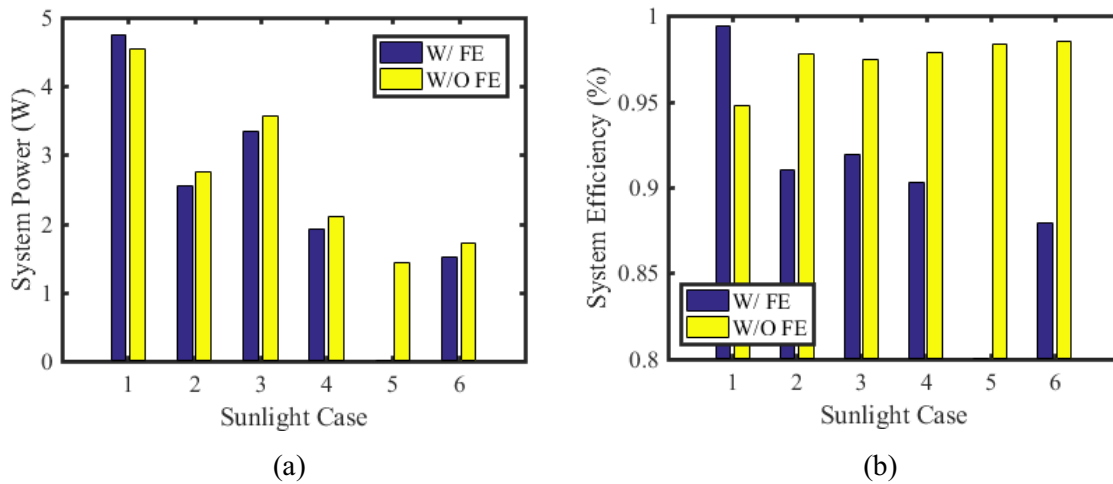 5
4
3
2
1
0
System Power (W)
W/ FE
W/O FE
1 2 3 4 5 6
Sunlight Case
(a)
1
0.95
0.9
0.85
0.8
System Efficiency (%)
W/ FE
W/O FE
1 2 3 4 5 6
Sunlight Case
(b)